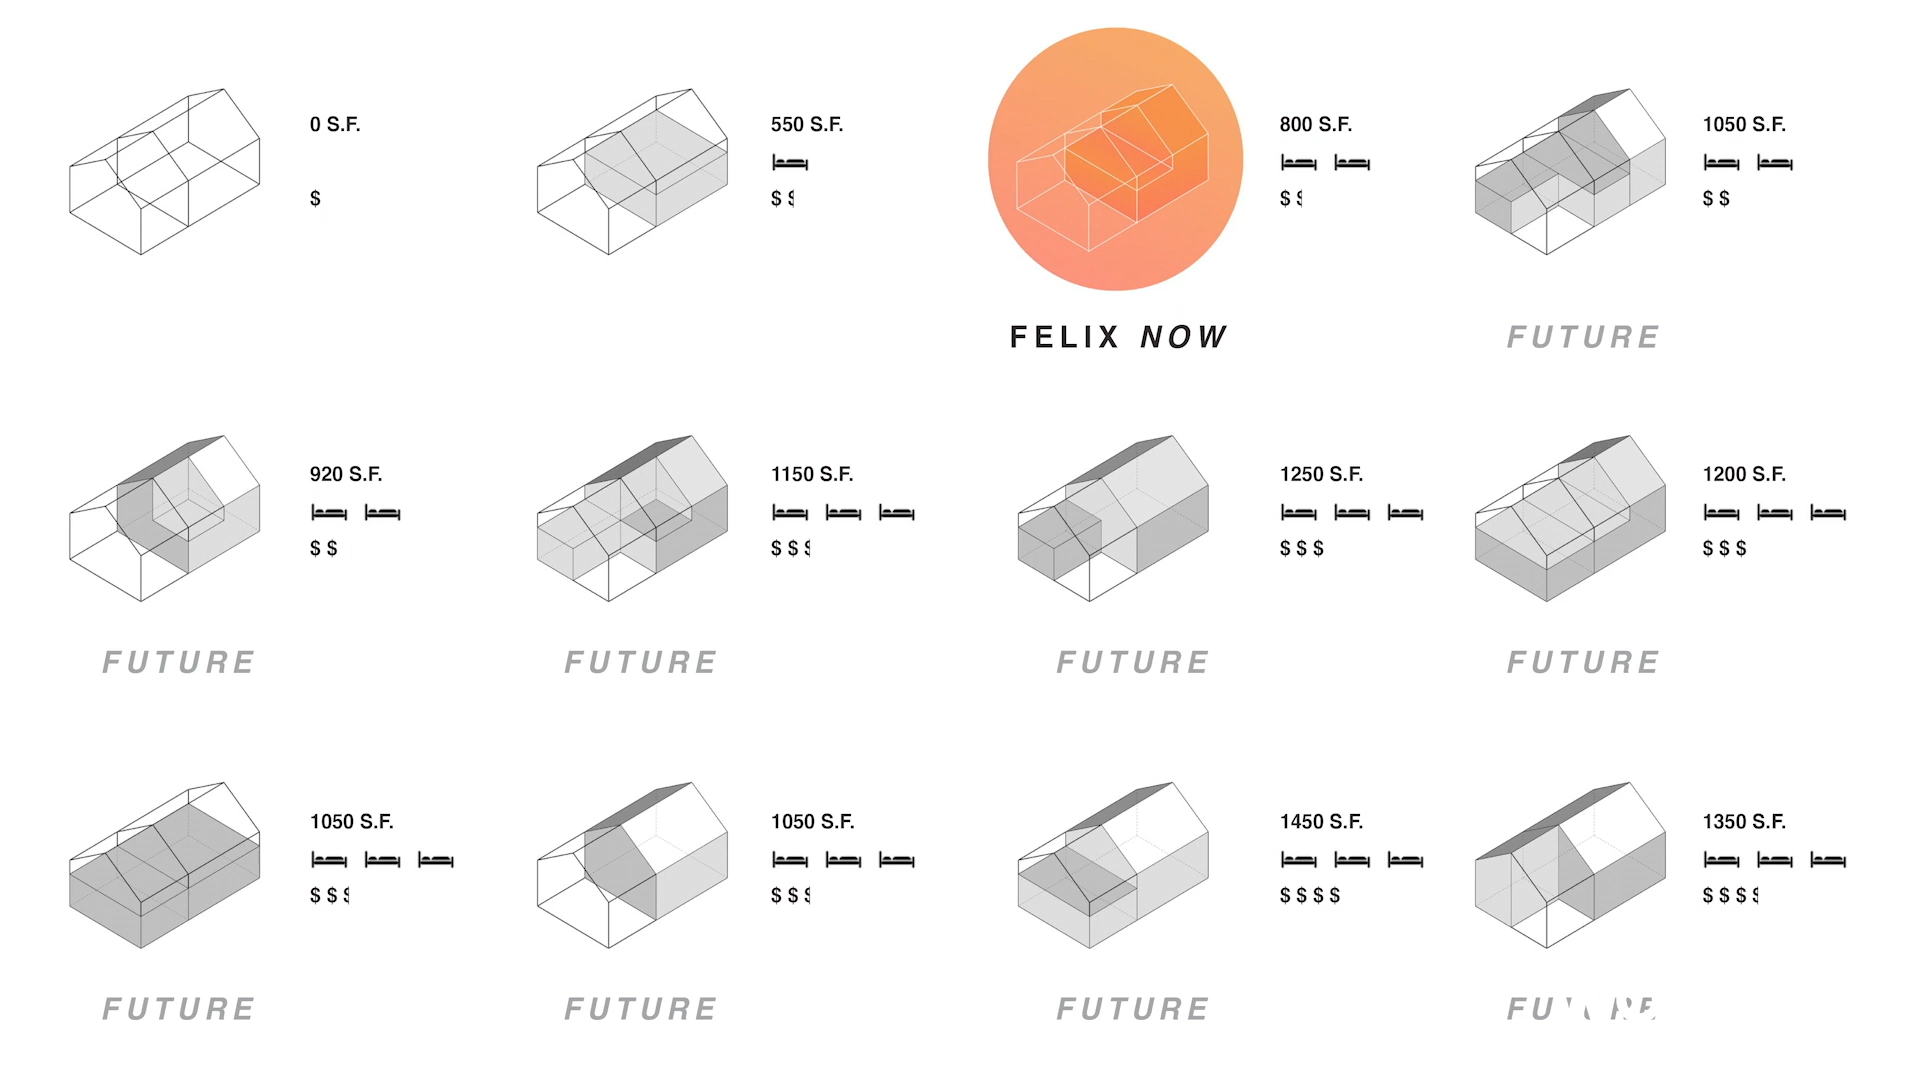 0 S.F.
$
550 S.F.
$ $
800 S.F.
$ $
FELIX NOW
1050 S.F.
$ $
FUTURE
920 S.F.
$ $
FUTURE
1150 S.F.
$ $ $ $
FUTURE
1250 S.F.
$ $ $
FUTURE
1200 S.F.
$ $ $
FUTURE
1050 S.F.
$ $ $
FUTURE
1050 S.F.
$ $ $
FUTURE
1450 S.F.
$ $ $ $
FUTURE
1350 S.F.
$ $ $ $